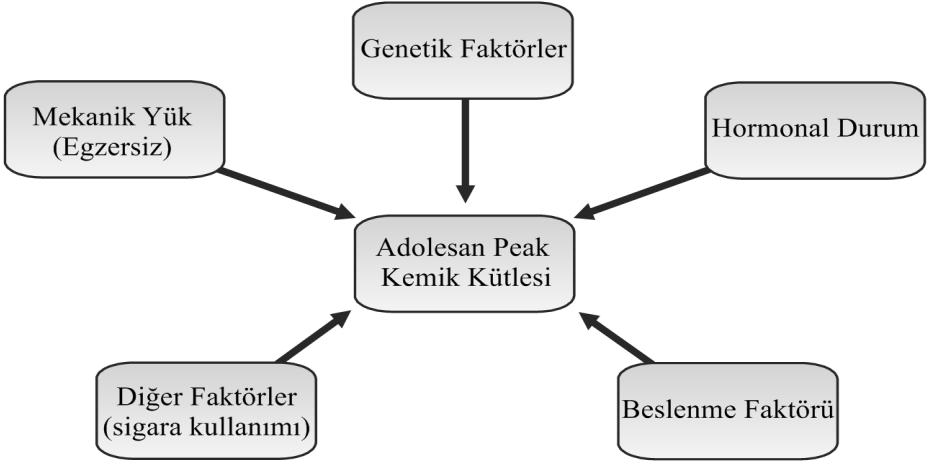 Genetik Faktörler
Mekanik Yük
(Egzersiz)
Hormonal Durum
Adolesan Peak
Kemik Kütlesi
Diğer Faktörler
(sigara kullanımı)
Beslenme Faktörü